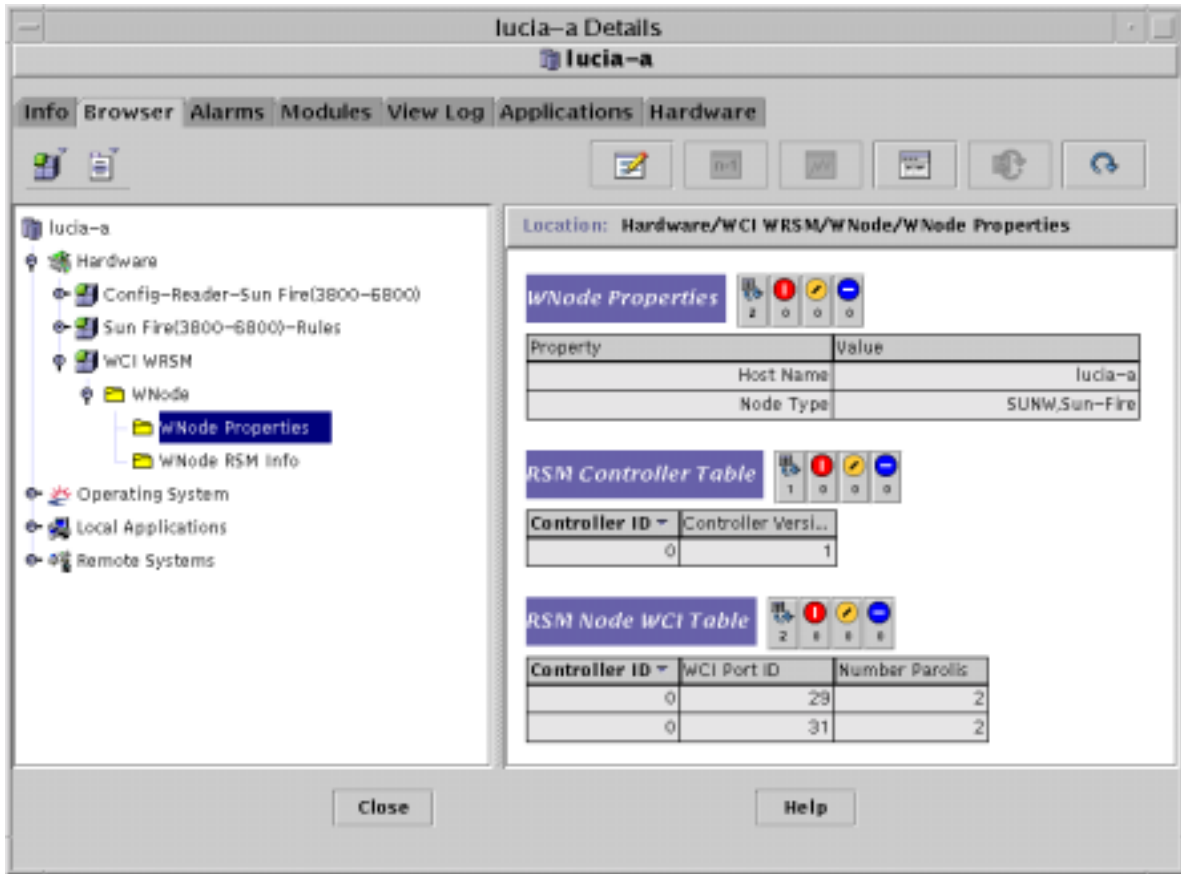 lucia-a Details
lucia-a
Info Browser Alarms Modules View Log Applications Hardware
lucia-a
Hardware
Config-Reader-Sun Fire(3800-6800)
Sun Fire(3800-6800)-Rules
WCI WRSM
WNode
WNode Properties
WNode RSM Info
Operating System
Local Applications
Remote Systems
Location: Hardware/WCI WRSM/WNode/WNode Properties
WNode Properties
2 0 0 0
Property Value
Host Name lucia-a
Node Type SUNW,Sun-Fire
RSM Controller Table
1 0 0 0
Controller ID Controller Versi...
0 1
RSM Node WCI Table
2 0 0 0
Controller ID WCI Port ID Number Parolis
0 29 2
0 31 2
Close Help